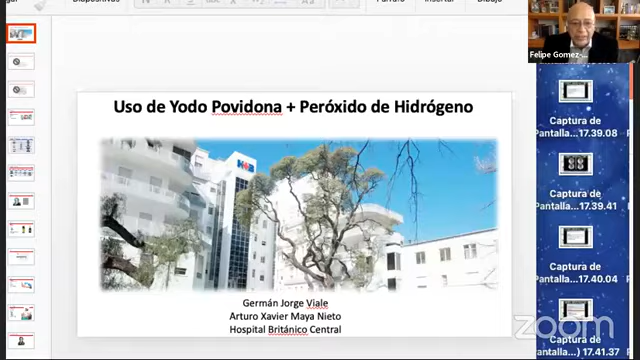 Diapositivas
Párrafo
Insertar
Dibujo
Felipe Gomez-
Uso de Yodo Povidona + Peróxido de Hidrógeno
HB
Germán Jorge Viale
Arturo Xavier Maya Nieto
Hospital Británico Central
Captura de
Pantalla...17.39.08
Captura de
Pantalla...17.39.41
Captura de
Pantalla...17.40.04
Captura de
Pantalla...) 17.41.37
zoom